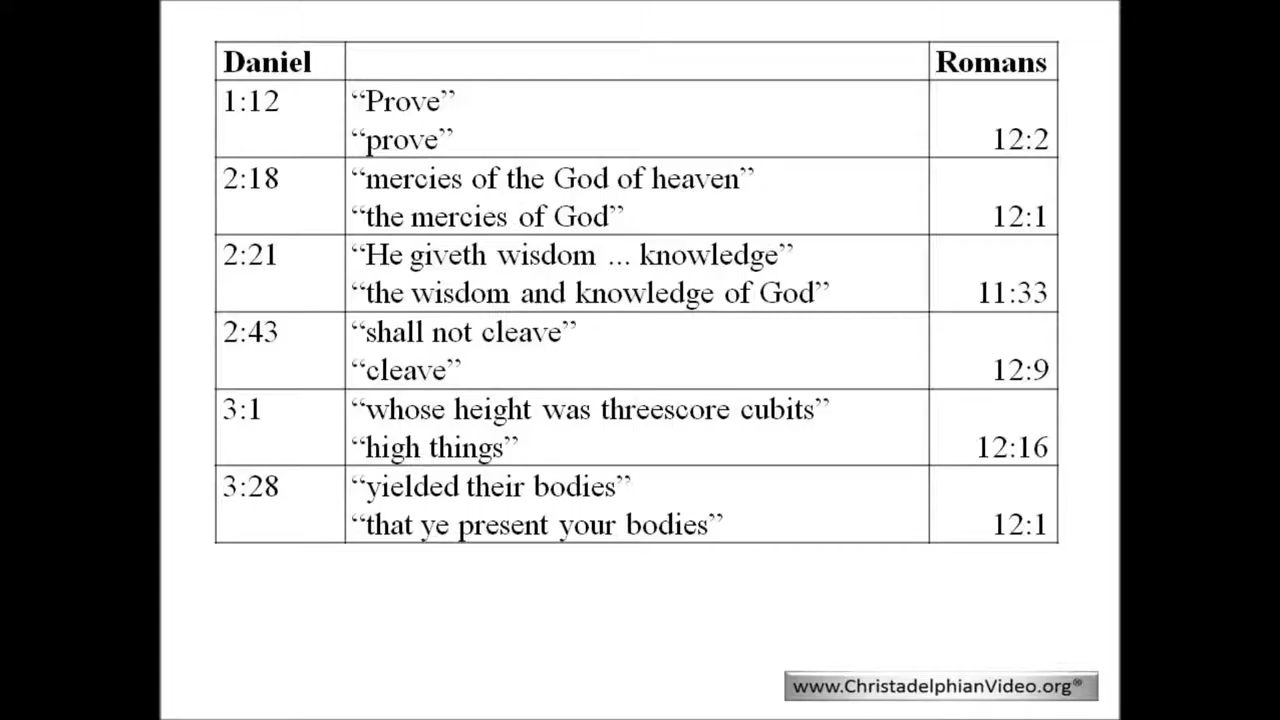 Daniel Romans
1:12 “Prove”
“prove” 12:2
2:18 “mercies of the God of heaven”
“the mercies of God” 12:1
2:21 “He giveth wisdom ... knowledge”
“the wisdom and knowledge of God” 11:33
2:43 “shall not cleave”
“cleave” 12:9
3:1 “whose height was threescore cubits”
“high things” 12:16
3:28 “yielded their bodies”
“that ye present your bodies” 12:1
www.ChristadelphianVideo.org®